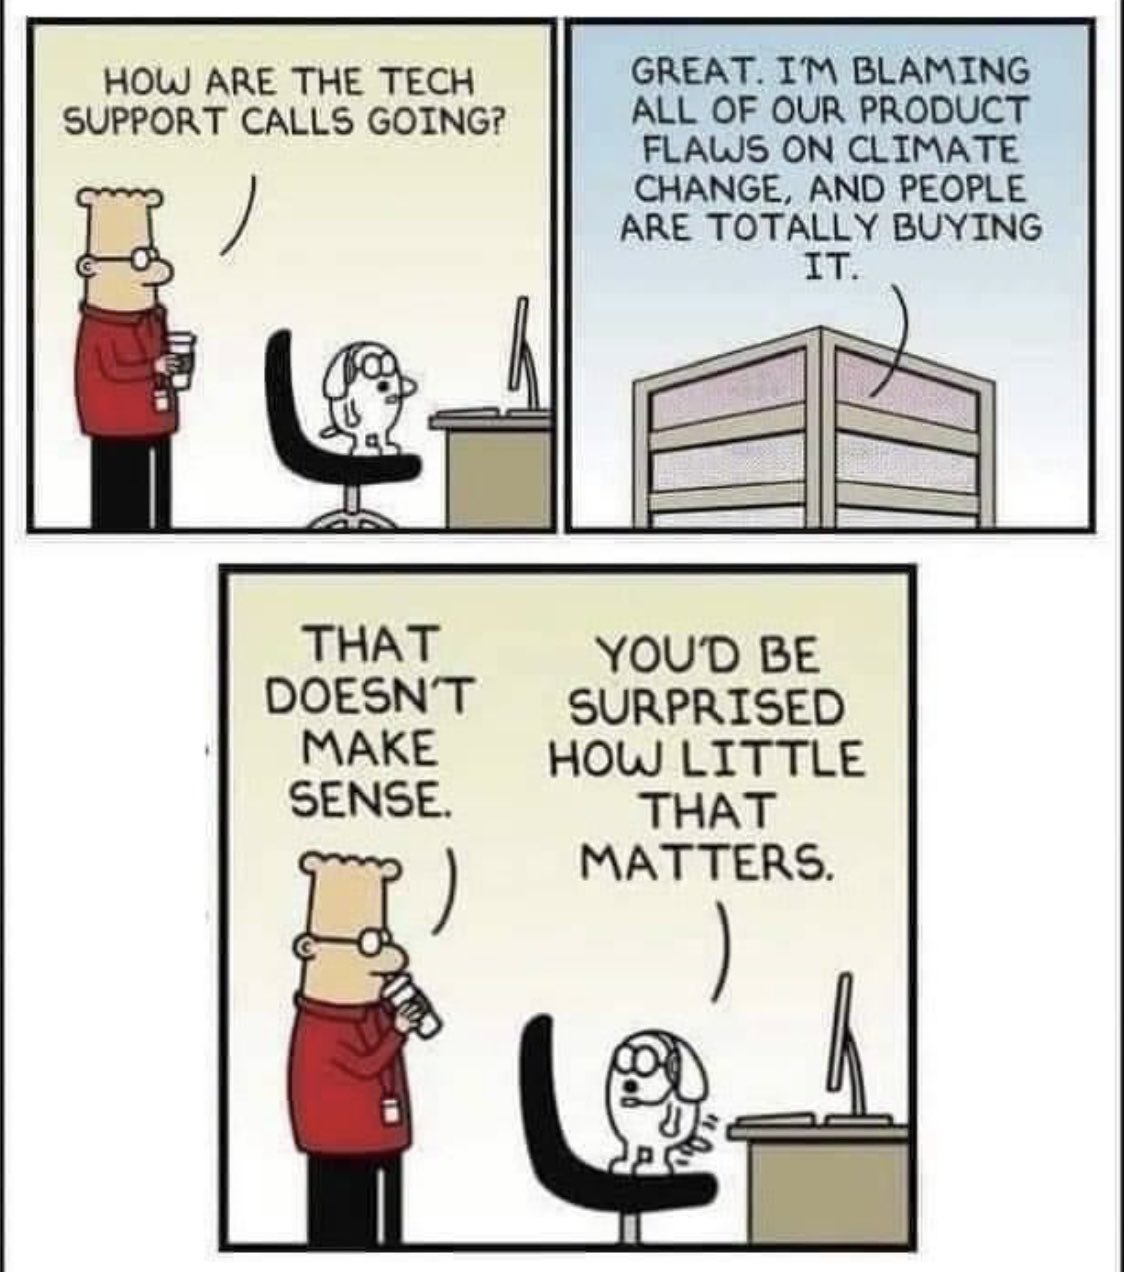 HOW ARE THE TECH
SUPPORT CALLS GOING?
GREAT. I'M BLAMING
ALL OF OUR PRODUCT
FLAWS ON CLIMATE
CHANGE, AND PEOPLE
ARE TOTALLY BUYING
IT.
THAT
DOESN'T
MAKE
SENSE.
YOU'D BE
SURPRISED
HOW LITTLE
THAT
MATTERS.